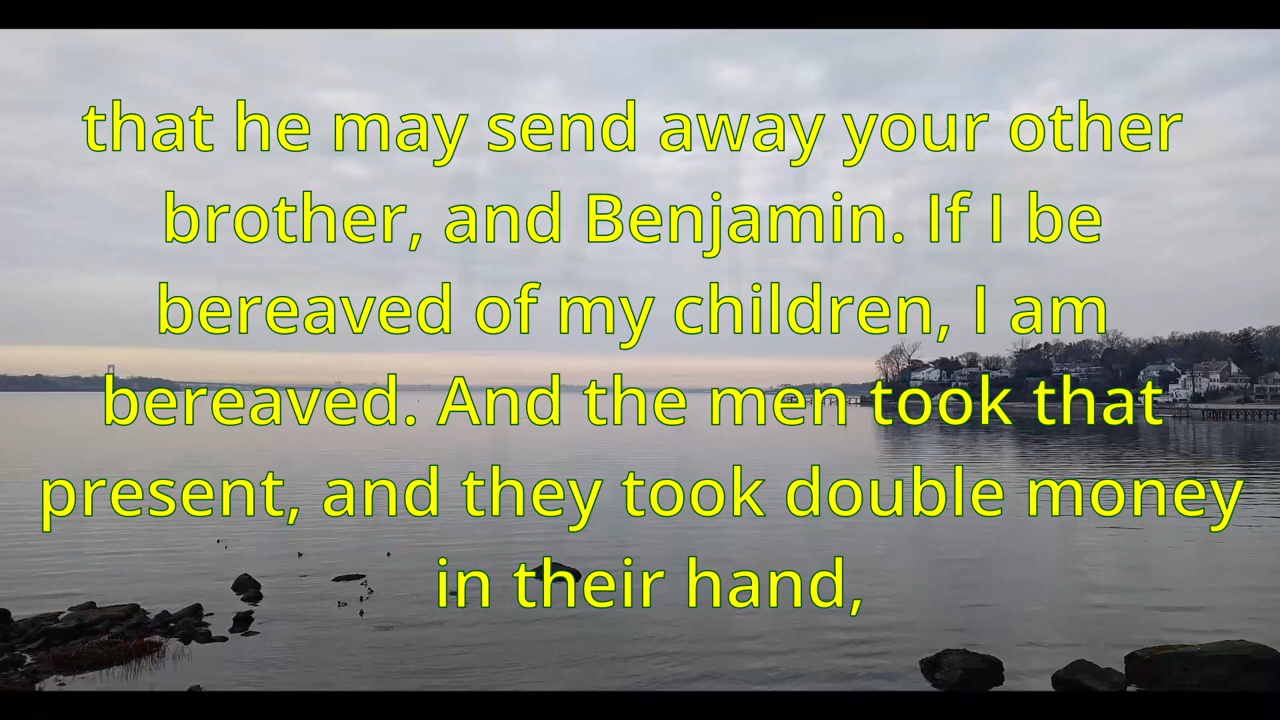 that he may send away your other
brother, and Benjamin. If I be
bereaved of my children, I am
bereaved. And the men took that
present, and they took double money
in their hand,